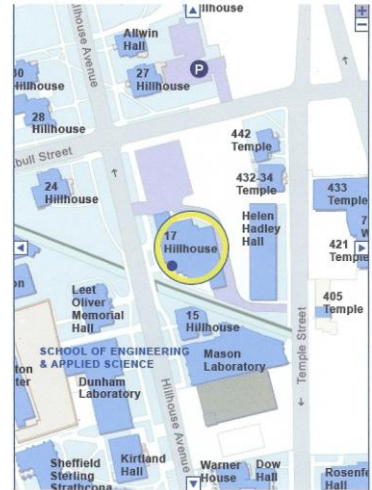 llhouse
Allwin
Hall
Hillhouse Avenue
30
Hillhouse
27
Hillhouse
P
28
Hillhouse
bull Street
442
Temple
24
Hillhouse
432-34
Temple
433
Temple
17
Hillhouse
Helen
Hadley
Hall
421
Temple
Leet
Oliver
Memorial
Hall
405
Temple
15
Hillhouse
SCHOOL OF ENGINEERING
& APPLIED SCIENCE
Mason
Laboratory
Temple Street
Dunham
Laboratory
Hillhouse Avenue
Sheffield
Sterling
Strathcona
Kirtland
Hall
Warner
House
Dow
Hall
Rosenfe
Hall